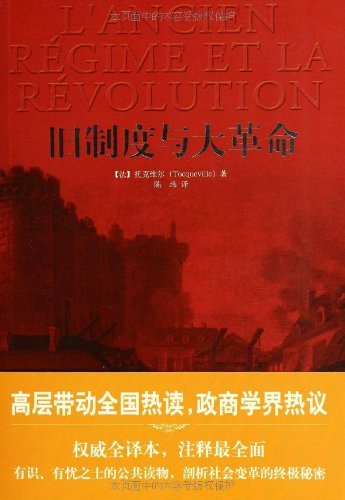 本页面中的内容受版权保护
L'ANCIEN
RÉGIME ET LA
RÉVOLUTION
旧制度与大革命
【法】托克维尔(Tocqueville) 著
陈 玮 译
高层带动全国热读，政商学界热议
权威全译本，注释最全面
有识，有忧之士的公共读物，剖析社会变革的终极秘密
本页面中的内容受版权保护